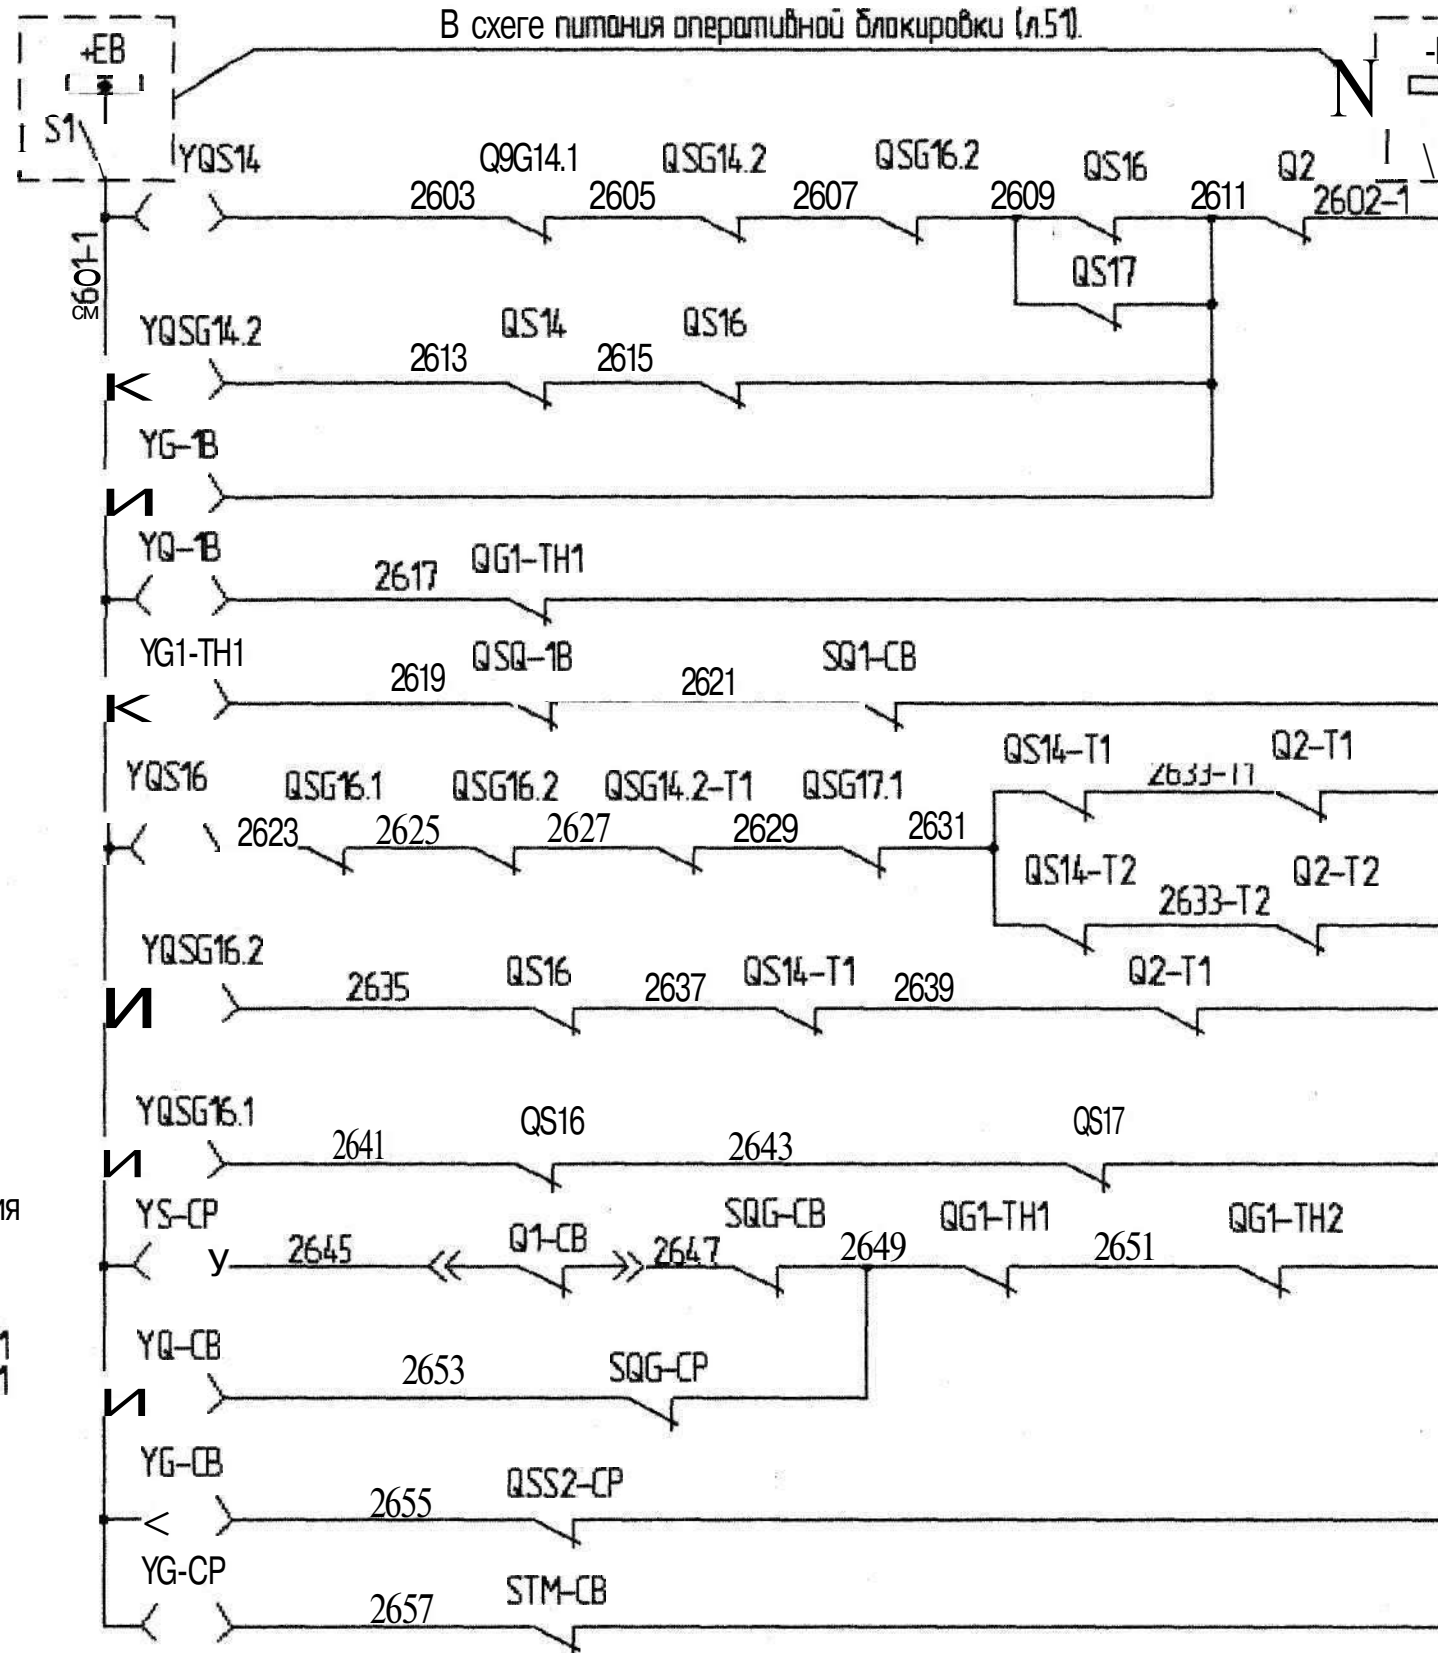 В схеге питания оперативной блокировки (л.51).
+EB
S1
YQS14
Q9G14.1
QSG14.2
QSG16.2
QS16
Q2
2603
2605
2607
2609
2611
2602-1
2601-1
СМ
QS17
YQSG14.2
QS14
QS16
2613
2615
YG-1B
YQ-1B
2617
QG1-TH1
YG1-TH1
2619
QSQ-1B
2621
SQ1-CB
YQS16
QSG16.1
QSG16.2
QSG14.2-T1
QSG17.1
QS14-T1
Q2-T1
2633-T1
2623
2625
2627
2629
2631
QS14-T2
Q2-T2
2633-T2
YQSG16.2
2635
QS16
2637
QS14-T1
2639
Q2-T1
YQSG16.1
2641
QS16
2643
QS17
ия
YS-CP
2645
Q1-CB
2647
SQG-CB
2649
QG1-TH1
2651
QG1-TH2
1
1
YQ-CB
2653
SQG-CP
YG-CB
2655
QSS2-CP
YG-CP
2657
STM-CB